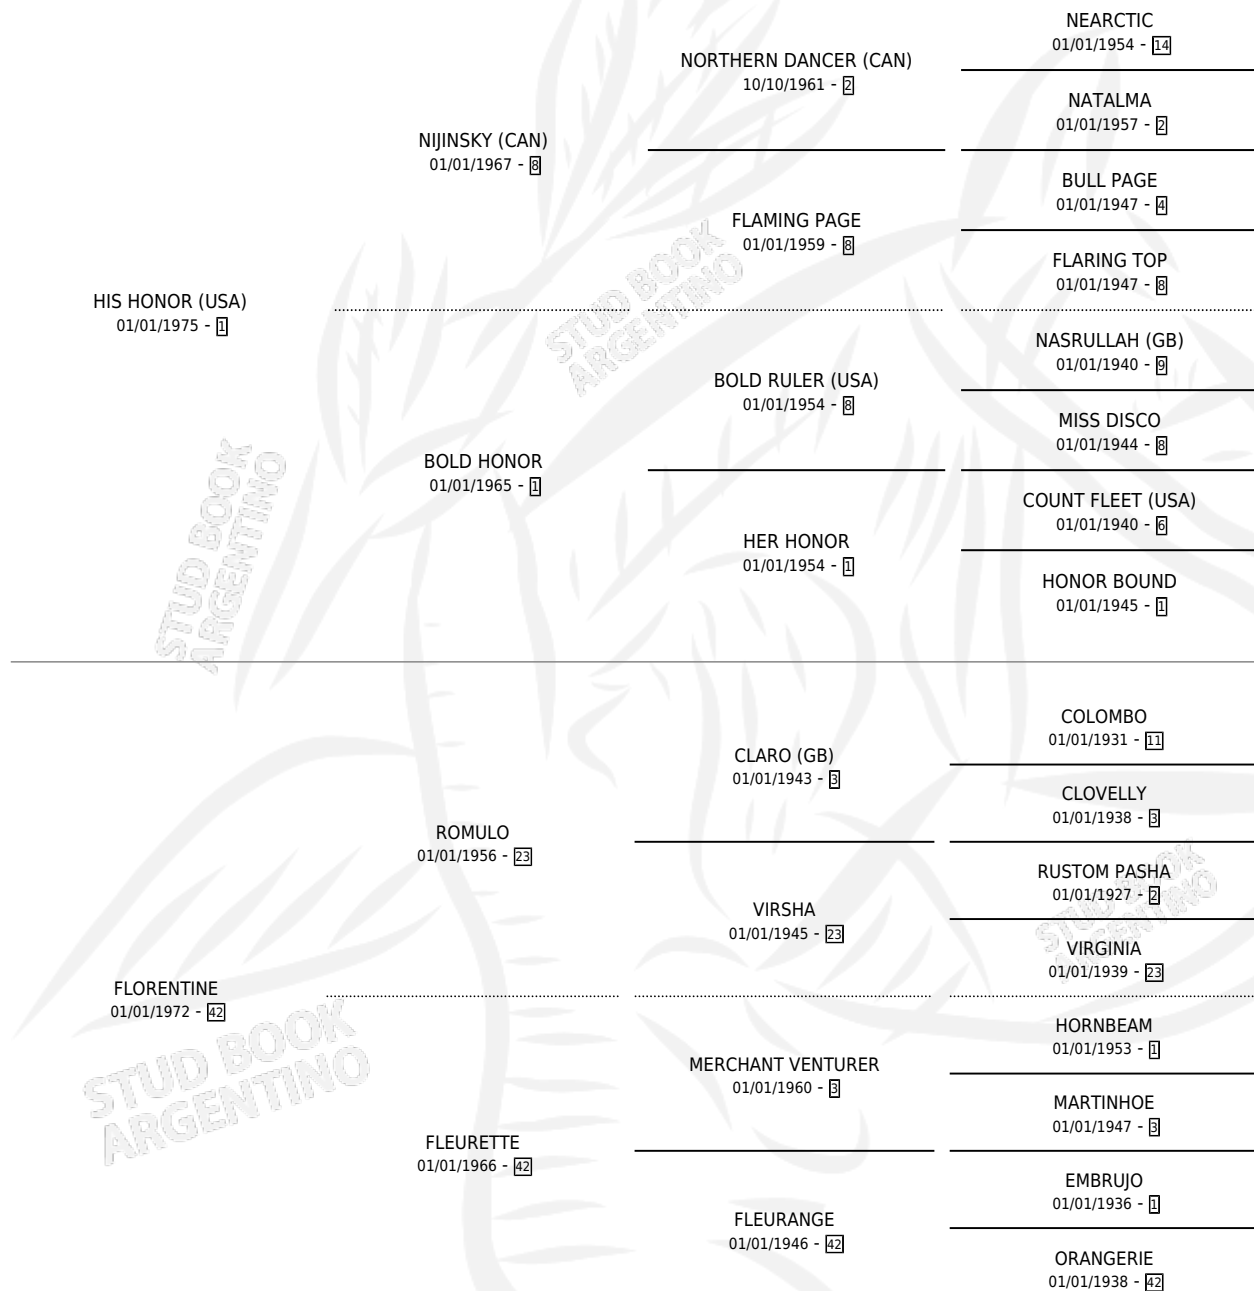 NEARCTIC
01/01/1954 - 14
NORTHERN DANCER (CAN)
10/10/1961 - 2
NATALMA
01/01/1957 - 2
NIJINSKY (CAN)
01/01/1967 - 8
BULL PAGE
01/01/1947 - 4
FLAMING PAGE
01/01/1959 - 8
FLARING TOP
01/01/1947 - 8
HIS HONOR (USA)
01/01/1975 - 1
NASRULLAH (GB)
01/01/1940 - 9
BOLD RULER (USA)
01/01/1954 - 8
MISS DISCO
01/01/1944 - 8
BOLD HONOR
01/01/1965 - 1
COUNT FLEET (USA)
01/01/1940 - 6
HER HONOR
01/01/1954 - 1
HONOR BOUND
01/01/1945 - 1
COLOMBO
01/01/1931 - 11
CLARO (GB)
01/01/1943 - 3
CLOVELLY
01/01/1938 - 3
ROMULO
01/01/1956 - 23
RUSTOM PASHA
01/01/1927 - 2
VIRSHA
01/01/1945 - 23
VIRGINIA
01/01/1939 - 23
FLORENTINE
01/01/1972 - 42
HORNBEAM
01/01/1953 - 1
MERCHANT VENTURER
01/01/1960 - 3
MARTINHOE
01/01/1947 - 3
FLEURETTE
01/01/1966 - 42
EMBRUJO
01/01/1936 - 1
FLEURANGE
01/01/1946 - 42
ORANGERIE
01/01/1938 - 42
STUD BOOK
ARGENTINO
STUD BOOK
ARGENTINO
STUD BOOK
ARGENTINO
STUD BOOK
ARGENTINO